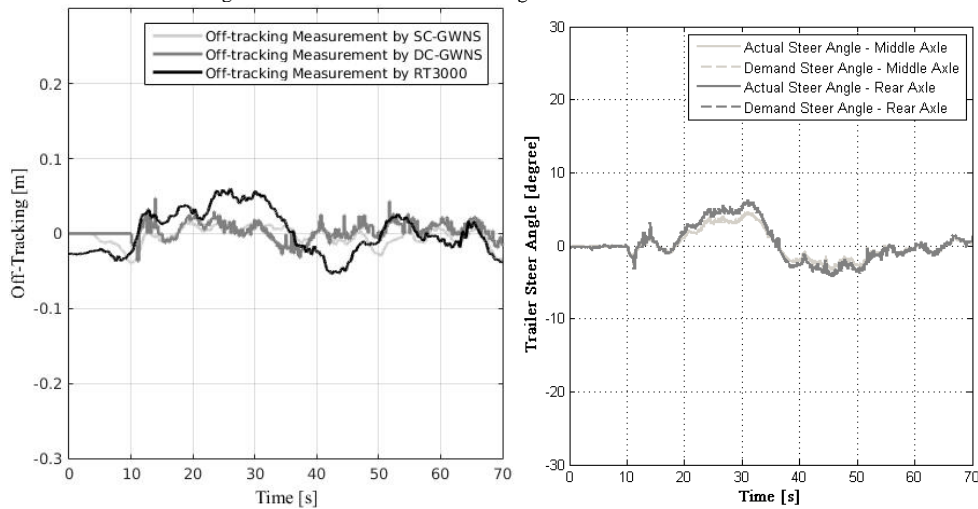 Off-tracking Measurement by SC-GWNS
Off-tracking Measurement by DC-GWNS
Off-tracking Measurement by RT3000
0.2
0.1
0
-0.1
-0.2
-0.3
Off-Tracking [m]
0 10 20 30 40 50 60 70
Time [s]
Actual Steer Angle - Middle Axle
Demand Steer Angle - Middle Axle
Actual Steer Angle - Rear Axle
Demand Steer Angle - Rear Axle
30
20
10
0
-10
-20
-30
Trailer Steer Angle [degree]
0 10 20 30 40 50 60 70
Time [s]